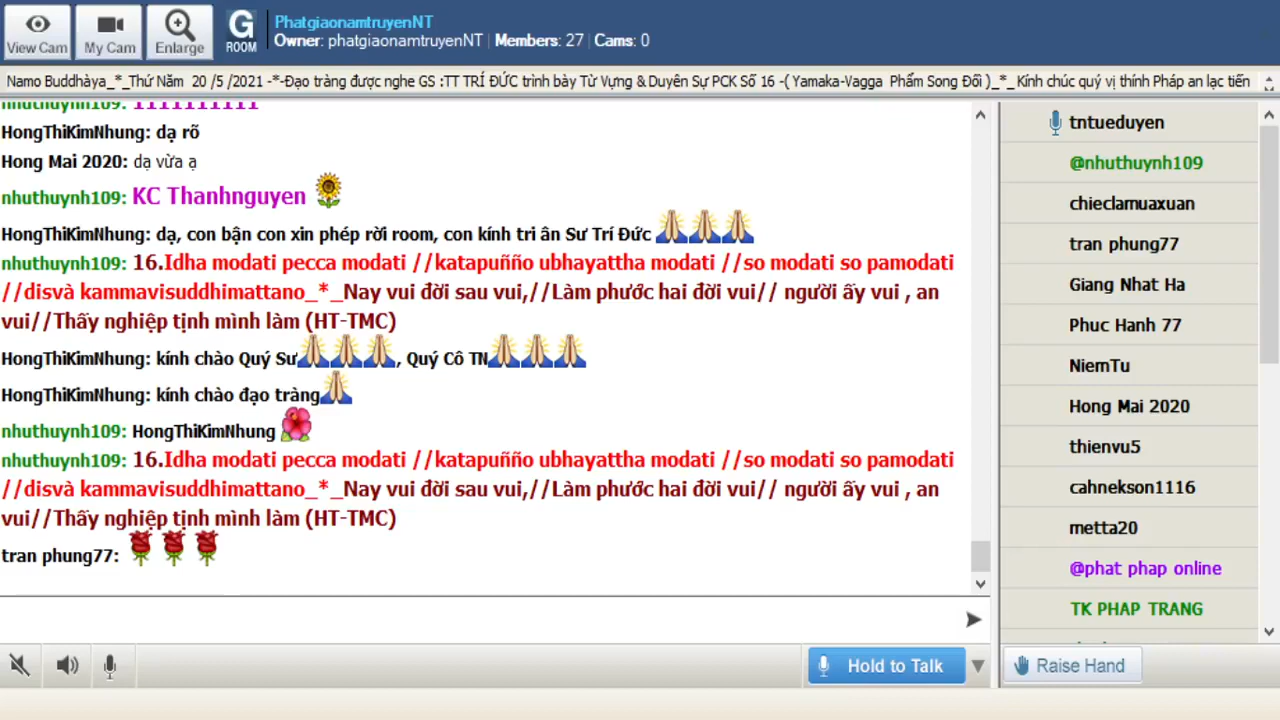 View Cam
My Cam
Enlarge
G
ROOM
PhatgiaonamtruyenNT
Owner: phatgiaonamtruyenNT | Members: 27 | Cams: 0
Namo Buddhàya_*_Thứ Năm 20 /5 /2021 -*-Đạo tràng được nghe GS :TT TRÍ ĐỨC trình bày Từ Vựng & Duyên Sự PCK Số 16 -( Yamaka-Vagga Phẩm Song Đối )_*_ Kính chúc quý vị thính Pháp an lạc tiến
nhuthuynh109: 1111111111
HongThiKimNhung: dạ rõ
Hong Mai 2020: dạ vừa ạ
nhuthuynh109: KC Thanhnguyen
HongThiKimNhung: dạ, con bận con xin phép rời room, con kính tri ân Sư Trí Đức
nhuthuynh109: 16.Idha modati pecca modati //katapuñño ubhayattha modati //so modati so pamodati
//disvà kammavisuddhimattano_*_Nay vui đời sau vui,//Làm phước hai đời vui// người ấy vui , an
vui//Thấy nghiệp tịnh mình làm (HT-TMC)
HongThiKimNhung: kính chào Quý Sư, Quý Cô TN
HongThiKimNhung: kính chào đạo tràng
nhuthuynh109: HongThiKimNhung
nhuthuynh109: 16.Idha modati pecca modati //katapuñño ubhayattha modati //so modati so pamodati
//disvà kammavisuddhimattano_*_Nay vui đời sau vui,//Làm phước hai đời vui// người ấy vui , an
vui//Thấy nghiệp tịnh mình làm (HT-TMC)
tran phung77:
Hold to Talk
tntueduyen
@nhuthuynh109
chieclamuaxuan
tran phung77
Giang Nhat Ha
Phuc Hanh 77
NiemTu
Hong Mai 2020
thienvu5
cahnekson1116
metta20
@phat phap online
TK PHAP TRANG
Raise Hand